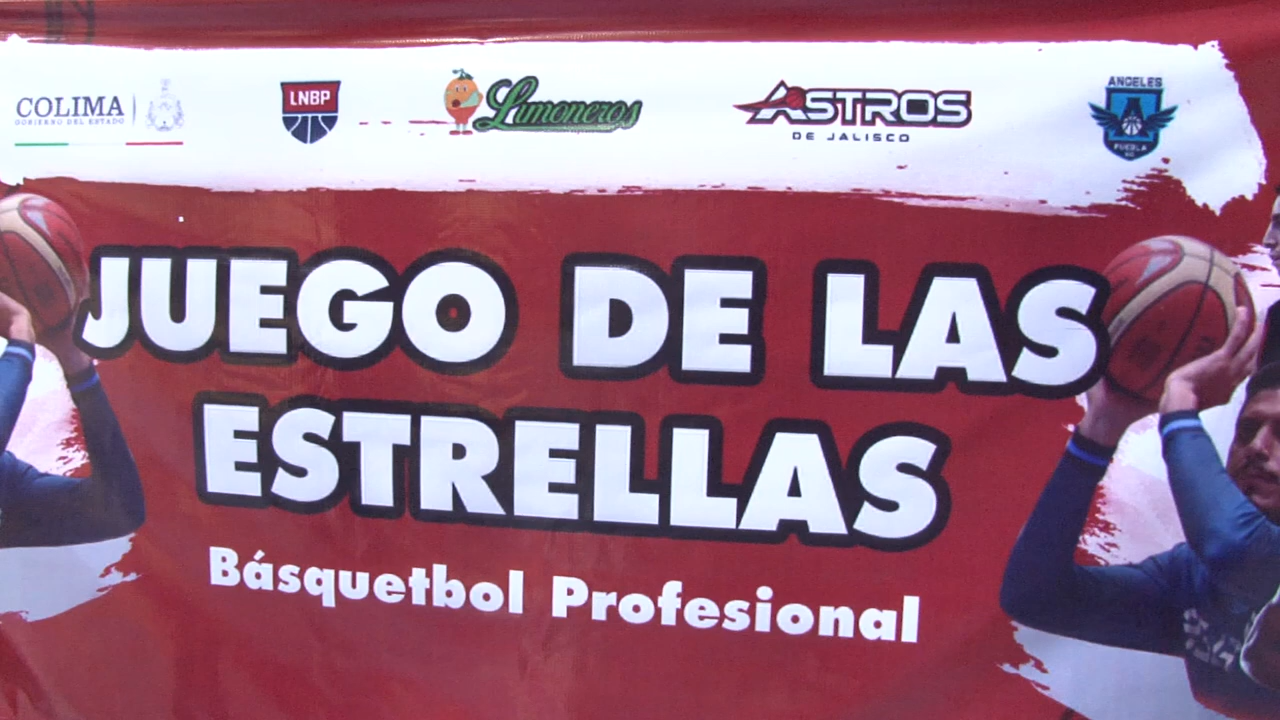 COLIMA
GOBIERNO DEL ESTADO
LNBP
Limoneros
ASTROS
DE JALISCO
ANGELES
PUEBLA
JUEGO DE LAS
ESTRELLAS
Básquetbol Profesional